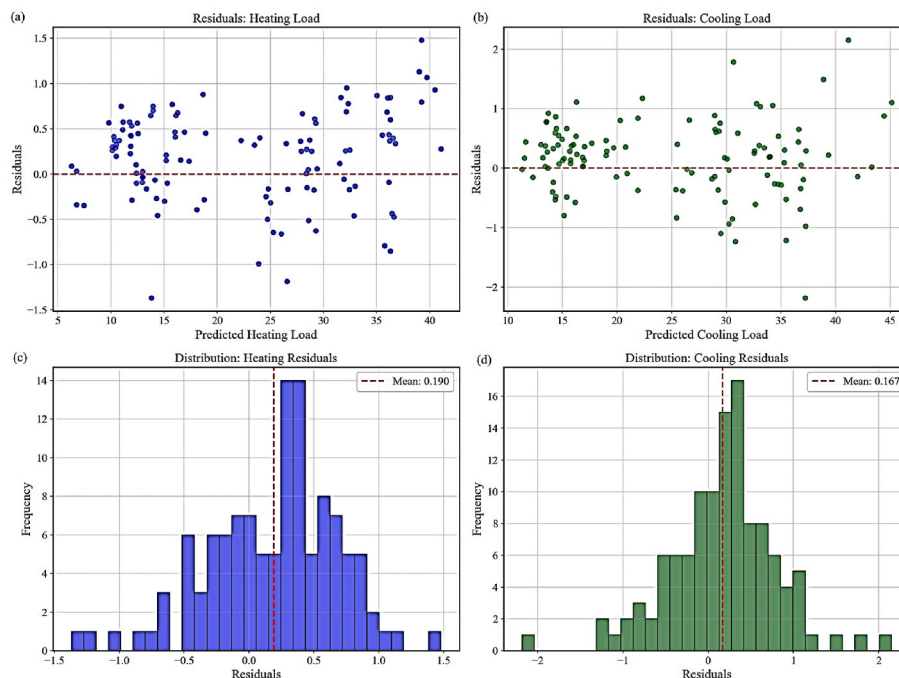 (a)
Residuals: Heating Load
1.5
1.0
0.5
0.0
−0.5
−1.0
−1.5
Residuals
5 10 15 20 25 30 35 40
Predicted Heating Load
(b)
Residuals: Cooling Load
2
1
0
−1
−2
Residuals
10 15 20 25 30 35 40 45
Predicted Cooling Load
(c)
Distribution: Heating Residuals
Mean: 0.190
14
12
10
8
6
4
2
0
Frequency
−1.5 −1.0 −0.5 0.0 0.5 1.0 1.5
Residuals
(d)
Distribution: Cooling Residuals
Mean: 0.167
16
14
12
10
8
6
4
2
0
Frequency
−2 −1 0 1 2
Residuals